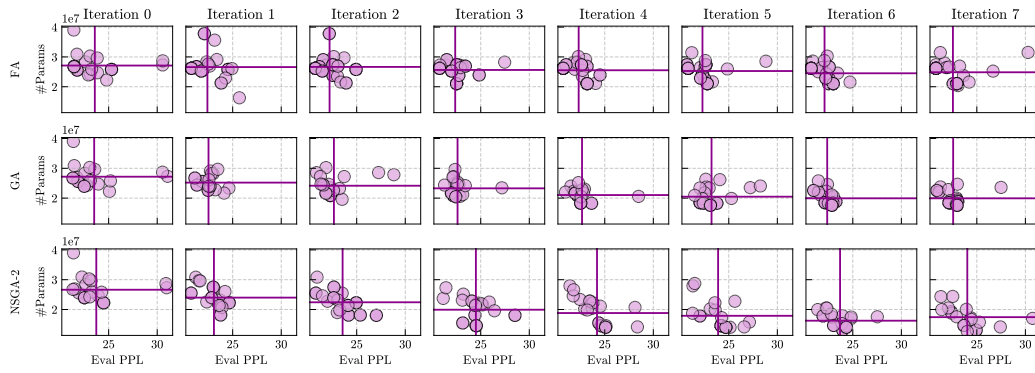 Iteration 0 Iteration 1 Iteration 2 Iteration 3 Iteration 4 Iteration 5 Iteration 6 Iteration 7
1e7
4
3
2
FA
#Params
1e7
4
3
2
GA
#Params
25 30 25 30 25 30 25 30 25 30 25 30 25 30 25 30
1e7
4
3
2
NSGA-2
#Params
Eval PPL Eval PPL Eval PPL Eval PPL Eval PPL Eval PPL Eval PPL Eval PPL